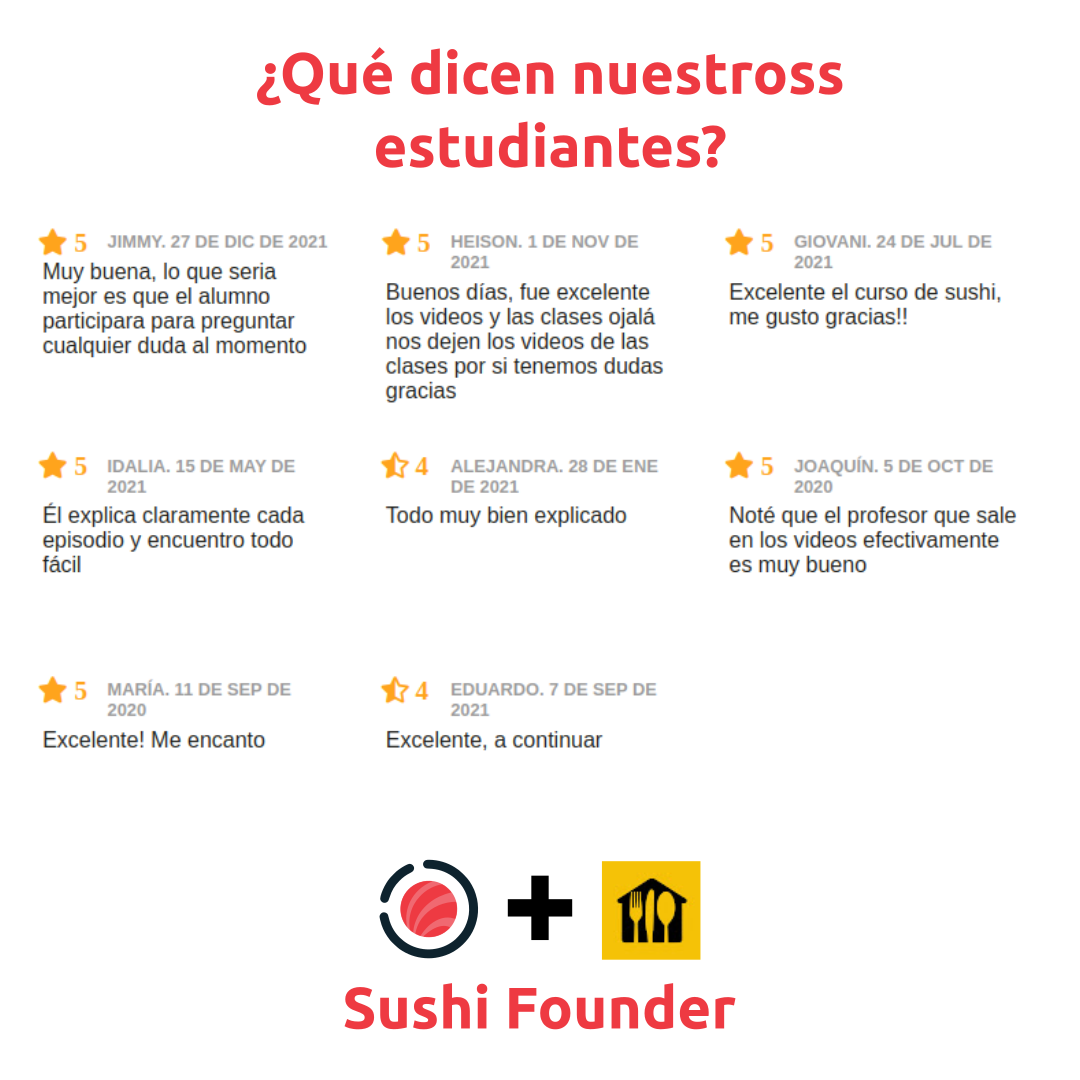 ¿Qué dicen nuestross
estudiantes?
5 JIMMY. 27 DE DIC DE 2021
Muy buena, lo que seria
mejor es que el alumno
participara para preguntar
cualquier duda al momento
5 HEISON. 1 DE NOV DE
2021
Buenos días, fue excelente
los videos y las clases ojalá
nos dejen los videos de las
clases por si tenemos dudas
gracias
5 GIOVANI. 24 DE JUL DE
2021
Excelente el curso de sushi,
me gusto gracias!!
5 IDALIA. 15 DE MAY DE
2021
Él explica claramente cada
episodio y encuentro todo
fácil
4 ALEJANDRA. 28 DE ENE
DE 2021
Todo muy bien explicado
5 JOAQUÍN. 5 DE OCT DE
2020
Noté que el profesor que sale
en los videos efectivamente
es muy bueno
5 MARÍA. 11 DE SEP DE
2020
Excelente! Me encanto
4 EDUARDO. 7 DE SEP DE
2021
Excelente, a continuar
+
Sushi Founder